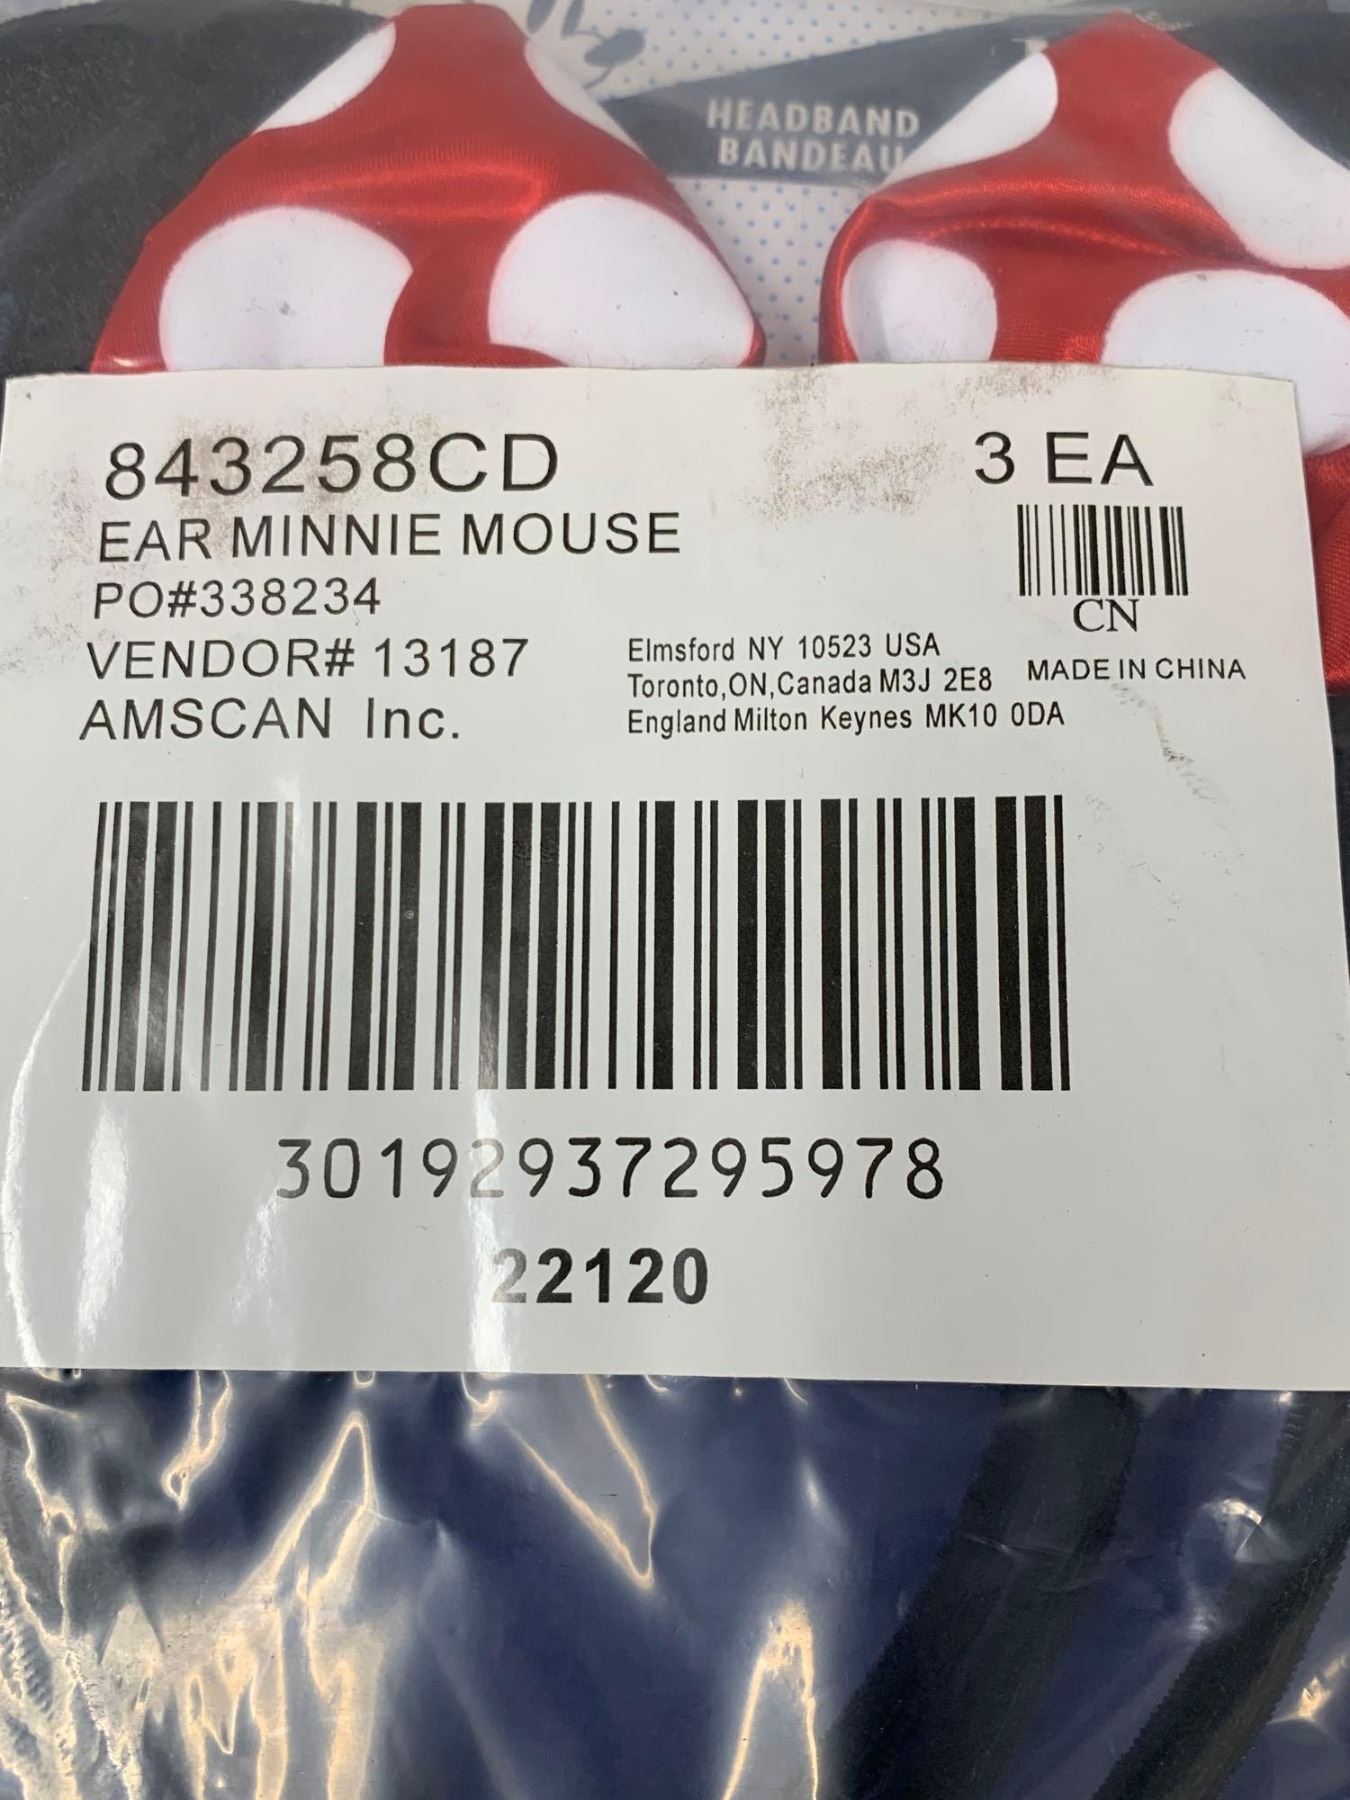 HEADBAND
BANDEAU
843258CD
3 EA
EAR MINNIE MOUSE
PO#338234
CN
VENDOR# 13187
Elmsford NY 10523 USA
Toronto,ON,Canada M3J 2E8
MADE IN CHINA
AMSCAN Inc.
England Milton Keynes MK10 0DA
30192937295978
22120